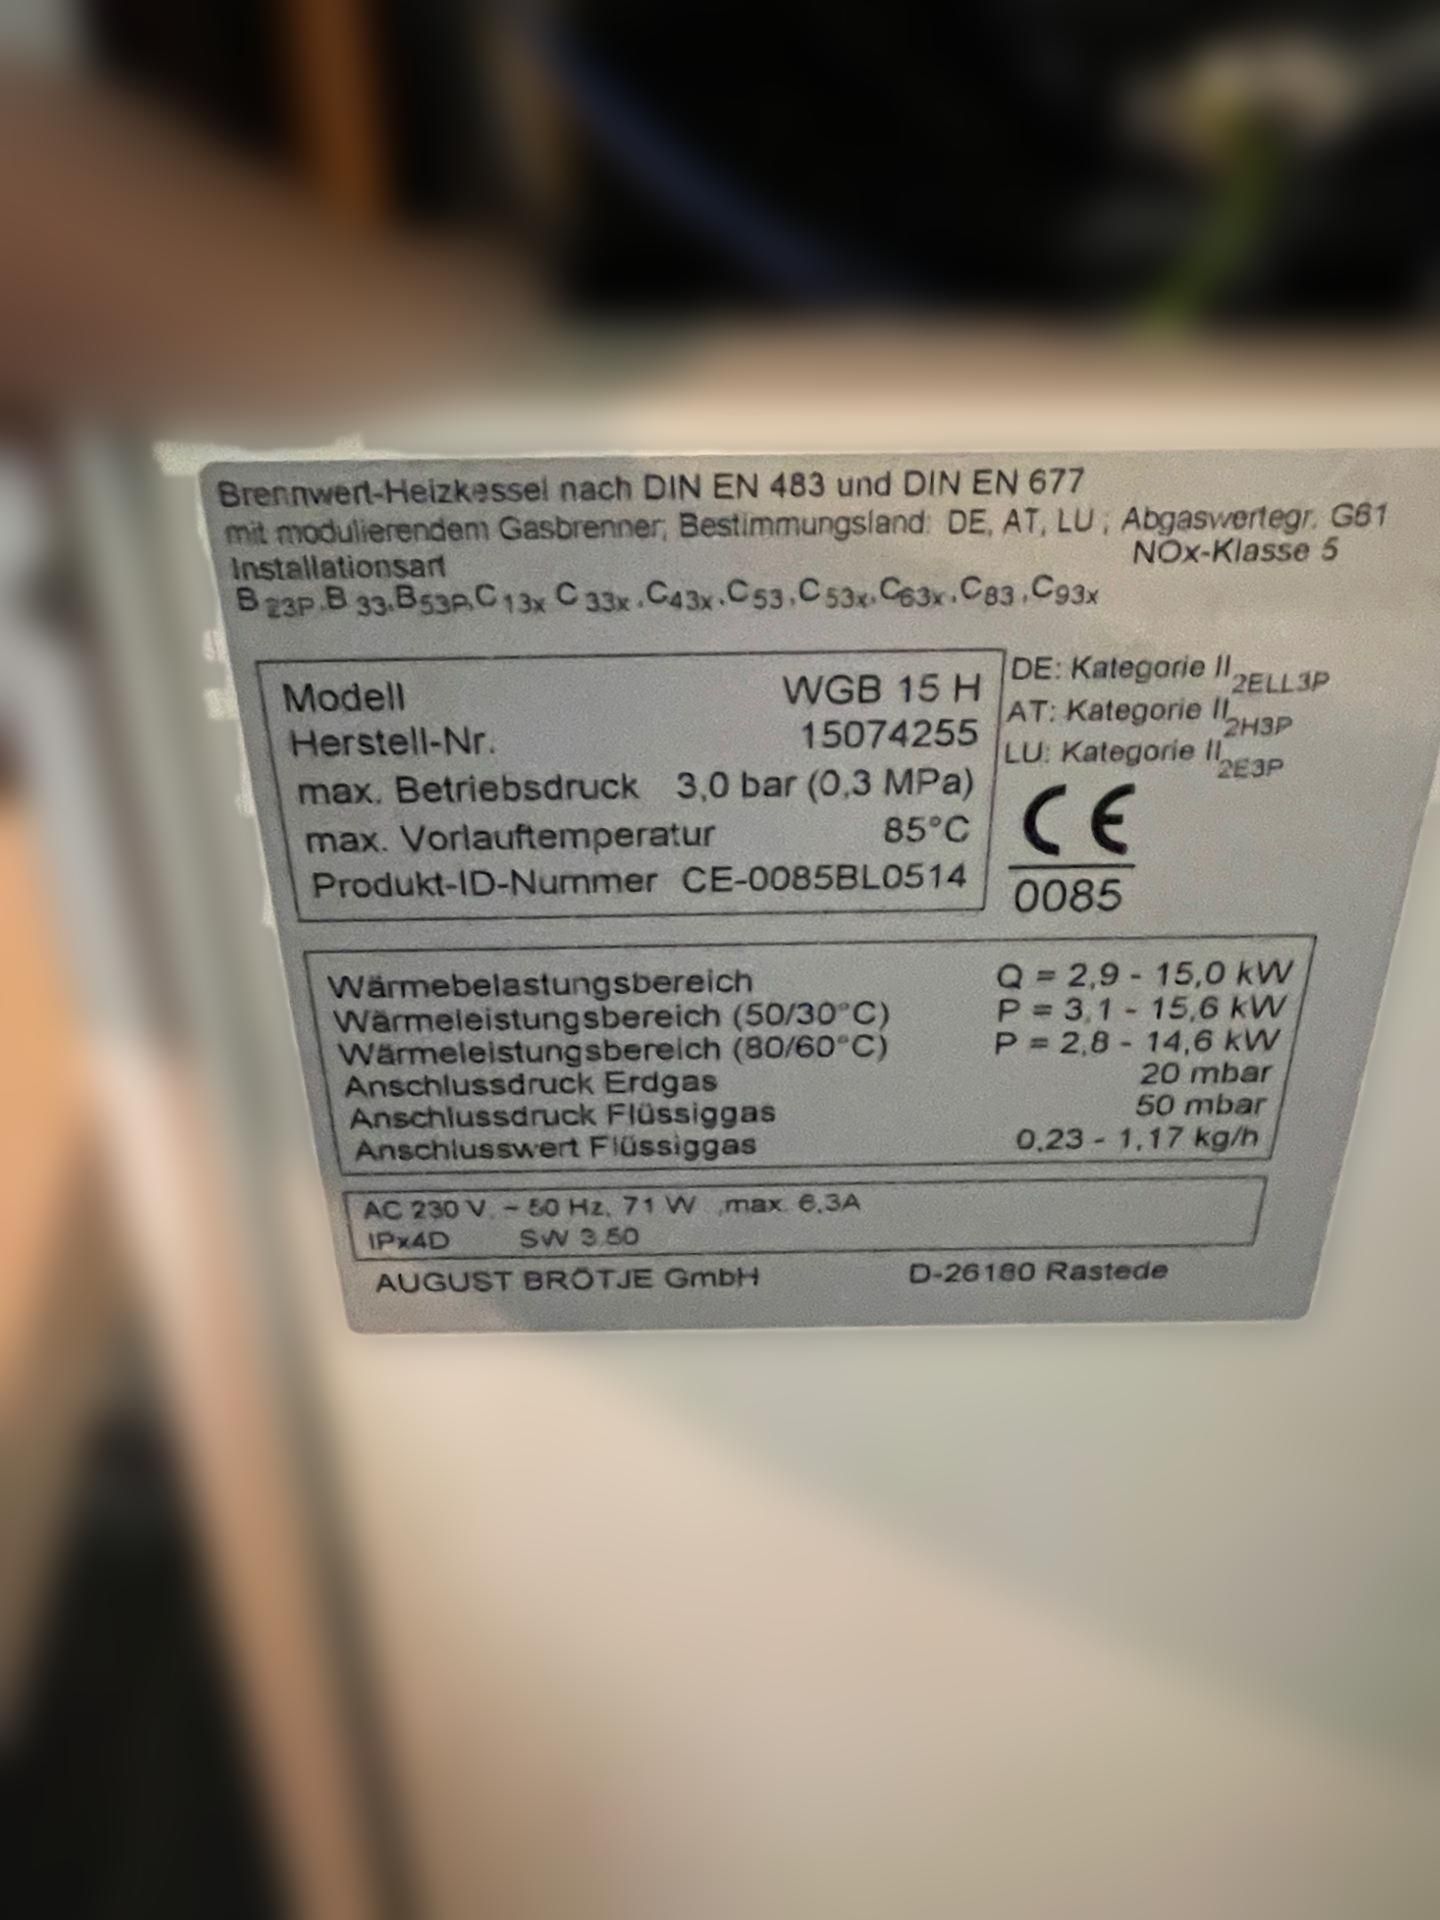 Brennwert-Heizkessel nach DIN EN 483 und DIN EN 677
mit modulierendem Gasbrenner; Bestimmungsland: DE, AT, LU ; Abgaswertegr. G61
NOx-Klasse 5
Installationsart
B23P,B33,B53P,C13x C33x,C43x,C53,C53x,C63x,C83,C93x
Modell WGB 15 H
Herstell-Nr. 15074255
max. Betriebsdruck 3,0 bar (0,3 MPa)
max. Vorlauftemperatur 85°C
Produkt-ID-Nummer CE-0085BL0514
DE: Kategorie II2ELL3P
AT: Kategorie II2H3P
LU: Kategorie II2E3P
CE
0085
Wärmebelastungsbereich Q = 2,9 - 15,0 kW
Wärmeleistungsbereich (50/30°C) P = 3,1 - 15,6 kW
Wärmeleistungsbereich (80/60°C) P = 2,8 - 14,6 kW
Anschlussdruck Erdgas 20 mbar
Anschlussdruck Flüssiggas 50 mbar
Anschlusswert Flüssiggas 0,23 - 1,17 kg/h
AC 230 V, ~ 50 Hz, 71 W ,max. 6,3A
IPx4D SW 3.50
AUGUST BRÖTJE GmbH D-26180 Rastede